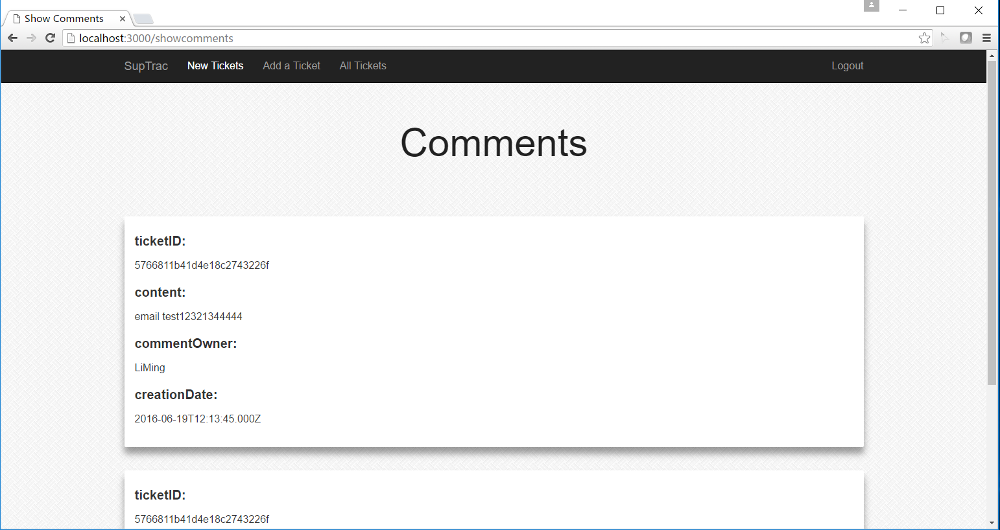 Show Comments
localhost:3000/showcomments
SupTrac New Tickets Add a Ticket All Tickets Logout
Comments
ticketID:
5766811b41d4e18c2743226f
content:
email test12321344444
commentOwner:
LiMing
creationDate:
2016-06-19T12:13:45.000Z
ticketID:
5766811b41d4e18c2743226f